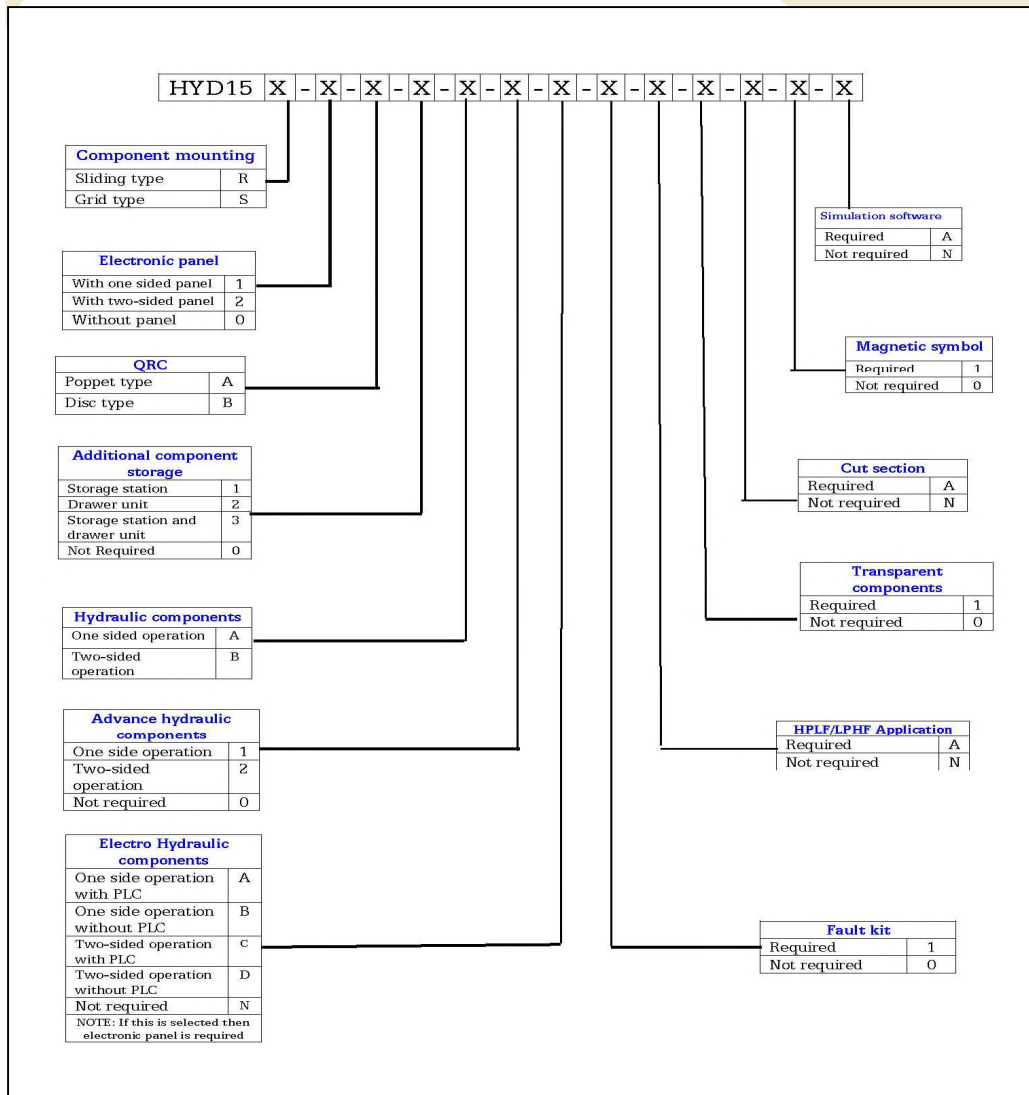 HYD15 X - X - X - X - X - X - X - X - X - X - X - X - X
Component mounting
Sliding type R
Grid type S
Electronic panel
With one sided panel 1
With two-sided panel 2
Without panel 0
QRC
Poppet type A
Disc type B
Additional component
storage
Storage station 1
Drawer unit 2
Storage station and 3
drawer unit
Not Required 0
Hydraulic components
One sided operation A
Two-sided B
operation
Advance hydraulic
components
One side operation 1
Two-sided 2
operation
Not required 0
Electro Hydraulic
components
One side operation A
with PLC
One side operation B
without PLC
Two-sided operation C
with PLC
Two-sided operation D
without PLC
Not required N
NOTE: If this is selected then
electronic panel is required
Simulation software
Required A
Not required N
Magnetic symbol
Required 1
Not required 0
Cut section
Required A
Not required N
Transparent
components
Required 1
Not required 0
HPLF/LPHF Application
Required A
Not required N
Fault kit
Required 1
Not required 0